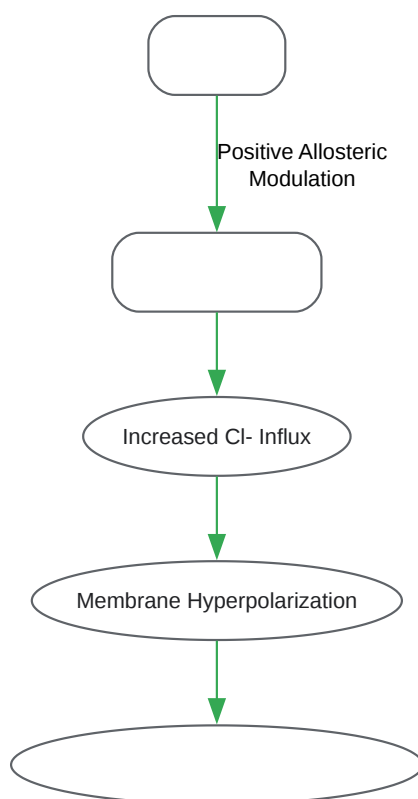 Positive Allosteric
Modulation
Increased Cl- Influx
Membrane Hyperpolarization